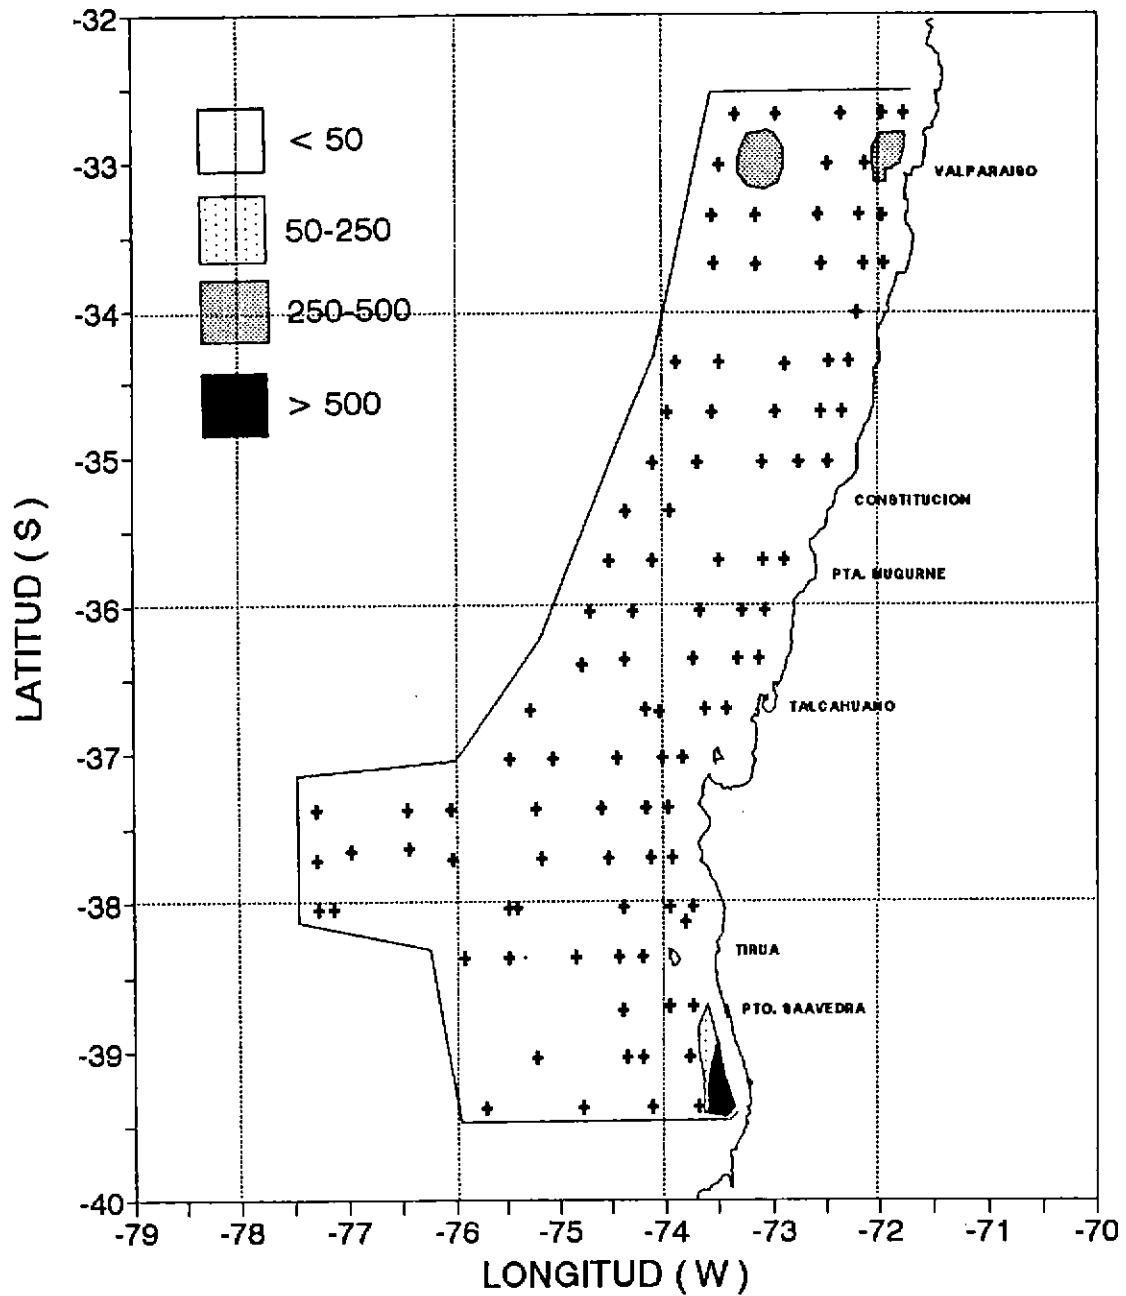 -32
< 50
-33
VALPARAISO
50-250
250-500
-34
> 500
-35
CONSTITUCION
LATITUD ( S )
PTA. NUGURNE
-36
TALCAHUANO
-37
-38
TIRUA
PTO. SAAVEDRA
-39
-40
-79 -78 -77 -76 -75 -74 -73 -72 -71 -70
LONGITUD ( W )